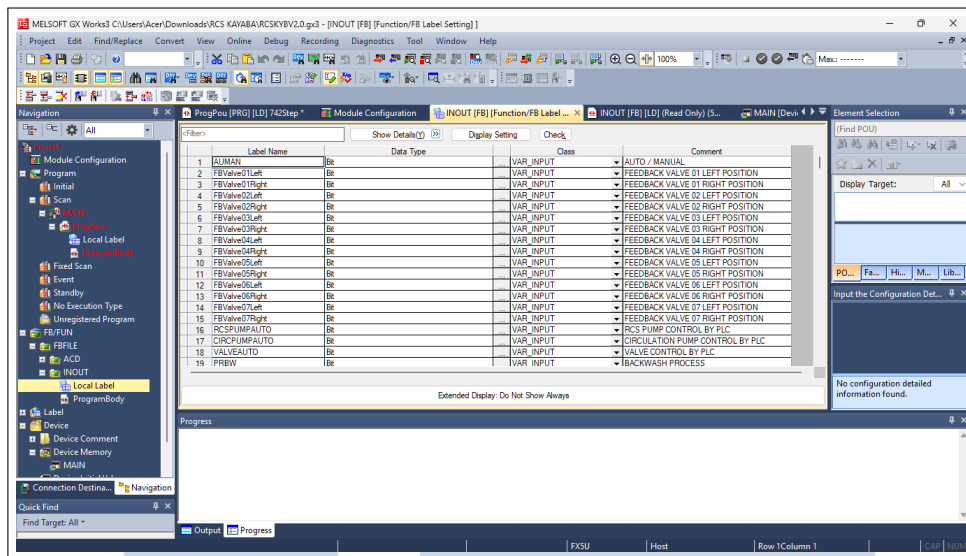 MELSOFT GX Works3 C:\Users\Acer\Downloads\RCS KAYABA\RCSKYBV2.0.gx3 - [INOUT [FB] [Function/FB Label Setting] ]
Project Edit Find/Replace Convert View Online Debug Recording Diagnostics Tool Window Help
100% Max.: -------
Navigation
All
Project
Module Configuration
Program
Initial
Scan
MAIN
ProgPou
Local Label
ProgramBody
Fixed Scan
Event
Standby
No Execution Type
Unregistered Program
FB/FUN
FBFILE
ACD
INOUT
Local Label
ProgramBody
Label
Device
Device Comment
Device Memory
MAIN
Connection Destina... Navigation
Quick Find
Find Target: All
ProgPou [PRG] [LD] 742Step * Module Configuration INOUT [FB] [Function/FB Label ... INOUT [FB] [LD] (Read Only) (5... MAIN [Devi
<Filter> Show Details(Y) Display Setting Check
Label Name Data Type Class Comment
1 AUMAN Bit ... VAR_INPUT AUTO / MANUAL
2 FBValve01Left Bit ... VAR_INPUT FEEDBACK VALVE 01 LEFT POSITION
3 FBValve01Right Bit ... VAR_INPUT FEEDBACK VALVE 01 RIGHT POSITION
4 FBValve02Left Bit ... VAR_INPUT FEEDBACK VALVE 02 LEFT POSITION
5 FBValve02Right Bit ... VAR_INPUT FEEDBACK VALVE 02 RIGHT POSITION
6 FBValve03Left Bit ... VAR_INPUT FEEDBACK VALVE 03 LEFT POSITION
7 FBValve03Right Bit ... VAR_INPUT FEEDBACK VALVE 03 RIGHT POSITION
8 FBValve04Left Bit ... VAR_INPUT FEEDBACK VALVE 04 LEFT POSITION
9 FBValve04Right Bit ... VAR_INPUT FEEDBACK VALVE 04 RIGHT POSITION
10 FBValve05Left Bit ... VAR_INPUT FEEDBACK VALVE 05 LEFT POSITION
11 FBValve05Right Bit ... VAR_INPUT FEEDBACK VALVE 05 RIGHT POSITION
12 FBValve06Left Bit ... VAR_INPUT FEEDBACK VALVE 06 LEFT POSITION
13 FBValve06Right Bit ... VAR_INPUT FEEDBACK VALVE 06 RIGHT POSITION
14 FBValve07Left Bit ... VAR_INPUT FEEDBACK VALVE 07 LEFT POSITION
15 FBValve07Right Bit ... VAR_INPUT FEEDBACK VALVE 07 RIGHT POSITION
16 RCSPUMPAUTO Bit ... VAR_INPUT RCS PUMP CONTROL BY PLC
17 CIRCPUMPAUTO Bit ... VAR_INPUT CIRCULATION PUMP CONTROL BY PLC
18 VALVEAUTO Bit ... VAR_INPUT VALVE CONTROL BY PLC
19 PRBW Bit ... VAR_INPUT BACKWASH PROCESS
Extended Display: Do Not Show Always
Progress
Output Progress
Element Selection
(Find POU)
Display Target: All
PO... Fa... Hi... M... Lib...
Input the Configuration Det...
No configuration detailed
information found.
FX5U Host Row 1Column 1 CAP NUM